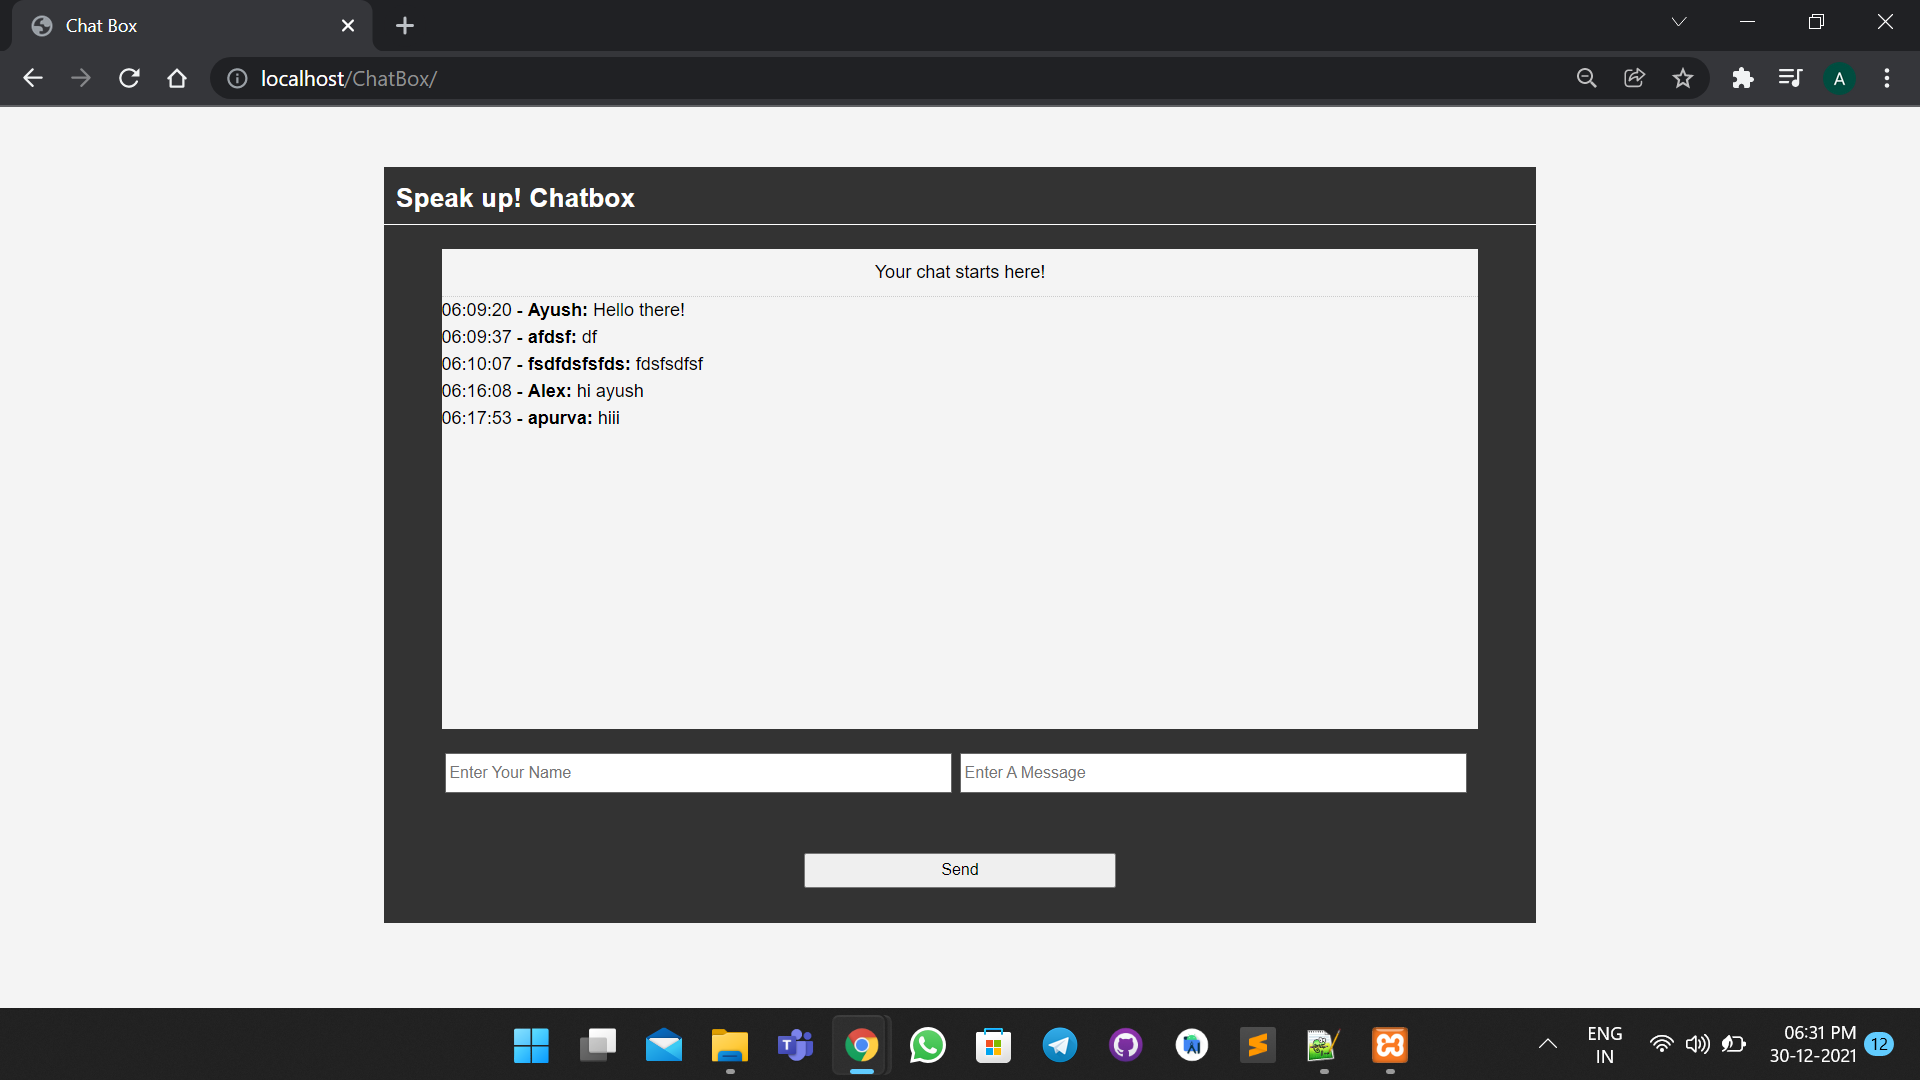 Chat Box
localhost/ChatBox/
A
Speak up! Chatbox
Your chat starts here!
06:09:20 - Ayush: Hello there!
06:09:37 - afdsf: df
06:10:07 - fsdfdsfsfds: fdsfsdfsf
06:16:08 - Alex: hi ayush
06:17:53 - apurva: hiii
Enter Your Name
Enter A Message
Send
ENG
IN
06:31 PM
30-12-2021
12